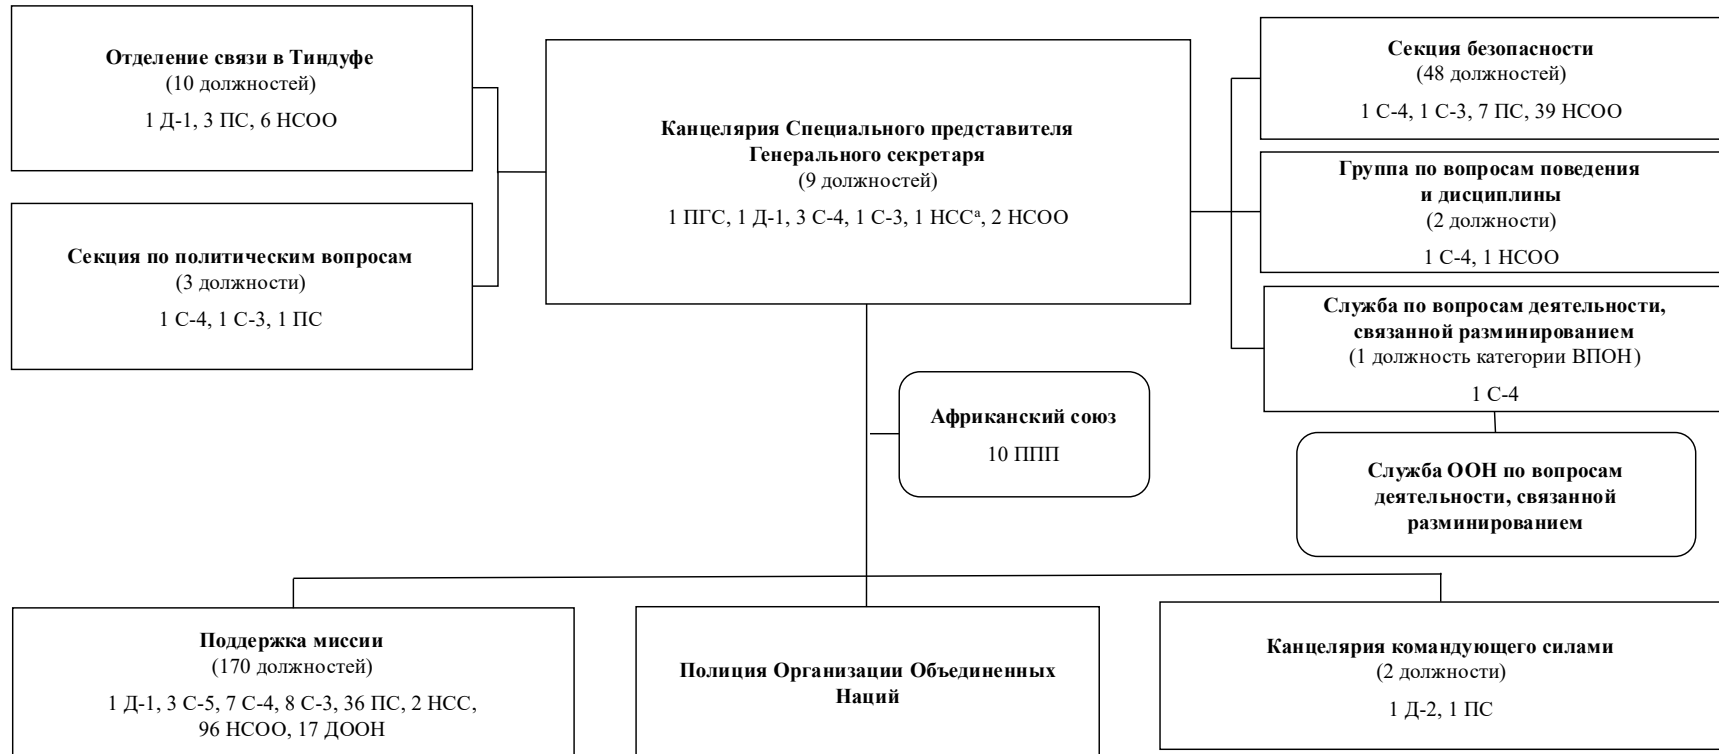 Отделение связи в Тиндуфе
(10 должностей)
1 Д-1, 3 ПС, 6 НСОО
Секция по политическим вопросам
(3 должности)
1 С-4, 1 С-3, 1 ПС
Канцелярия Специального представителя
Генерального секретаря
(9 должностей)
1 ПГС, 1 Д-1, 3 С-4, 1 С-3, 1 НССᵃ, 2 НСОО
Секция безопасности
(48 должностей)
1 С-4, 1 С-3, 7 ПС, 39 НСОО
Группа по вопросам поведения
и дисциплины
(2 должности)
1 С-4, 1 НСОО
Служба по вопросам деятельности,
связанной разминированием
(1 должность категории ВПОН)
1 С-4
Служба ООН по вопросам
деятельности, связанной
разминированием
Африканский союз
10 ППП
Поддержка миссии
(170 должностей)
1 Д-1, 3 С-5, 7 С-4, 8 С-3, 36 ПС, 2 НСС,
96 НСОО, 17 ДООН
Полиция Организации Объединенных
Наций
Канцелярия командующего силами
(2 должности)
1 Д-2, 1 ПС